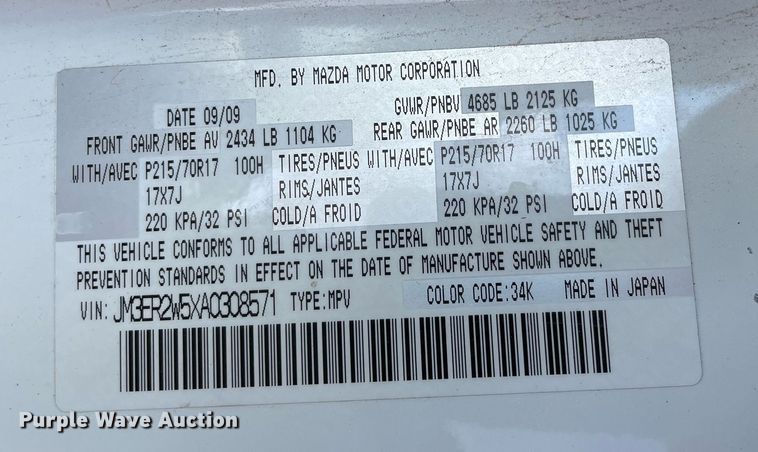 MFD. BY MAZDA MOTOR CORPORATION
DATE 09/09 GVWR/PNBV 4685 LB 2125 KG
FRONT GAWR/PNBE AV 2434 LB 1104 KG REAR GAWR/PNBE AR 2260 LB 1025 KG
WITH/AVEC P215/70R17 100H TIRES/PNEUS WITH/AVEC P215/70R17 100H TIRES/PNEUS
17X7J RIMS/JANTES 17X7J RIMS/JANTES
220 KPA/32 PSI COLD/A FROID 220 KPA/32 PSI COLD/A FROID
THIS VEHICLE CONFORMS TO ALL APPLICABLE FEDERAL MOTOR VEHICLE SAFETY AND THEFT
PREVENTION STANDARDS IN EFFECT ON THE DATE OF MANUFACTURE SHOWN ABOVE.
VIN: JM3ER2W5XA0308571 TYPE:MPV COLOR CODE:34K MADE IN JAPAN
Purple Wave Auction